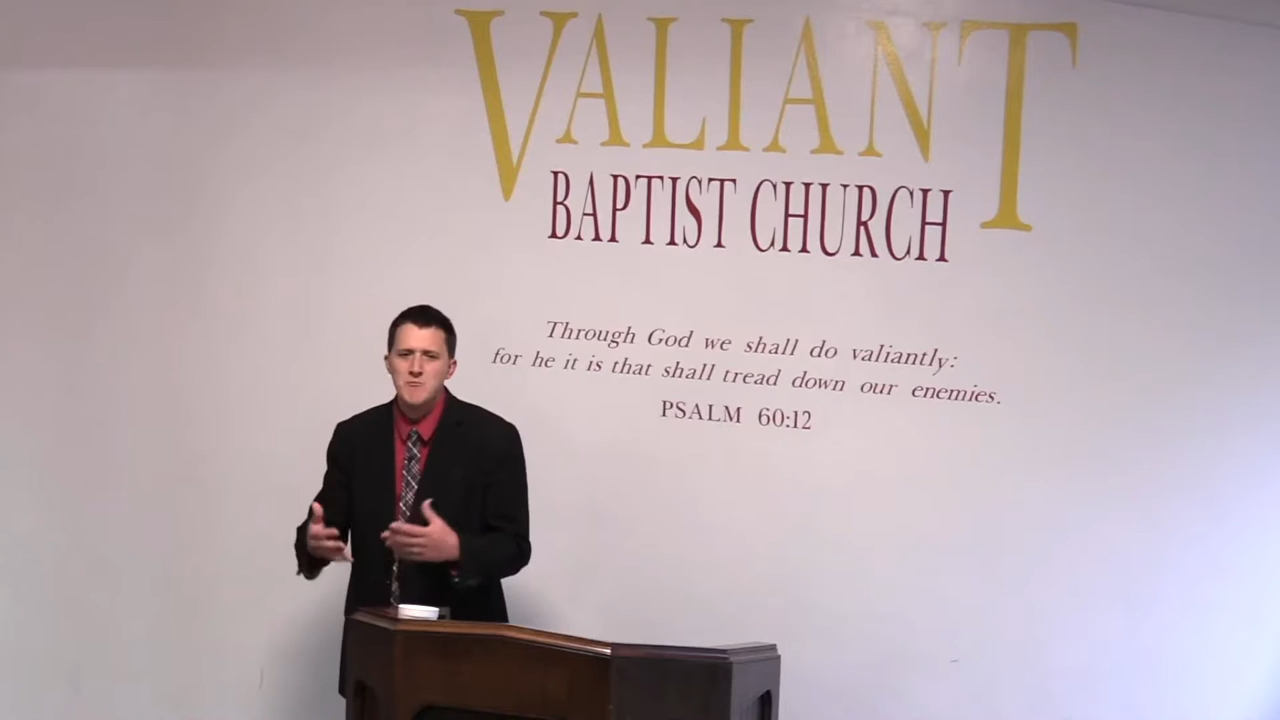 VALIANT
BAPTIST CHURCH
Through God we shall do valiantly:
for he it is that shall tread down our enemies.
PSALM 60:12